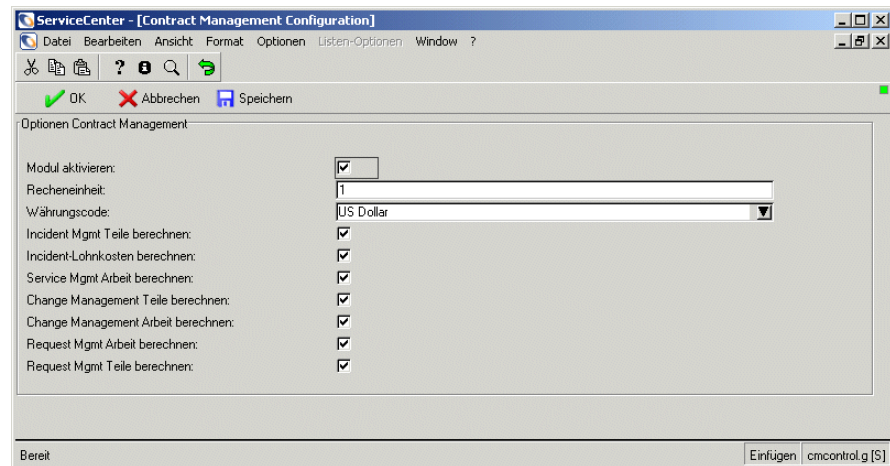 ServiceCenter - [Contract Management Configuration]
Datei Bearbeiten Ansicht Format Optionen Listen-Optionen Window ?
OK Abbrechen Speichern
Optionen Contract Management
Modul aktivieren:
Recheneinheit: 1
Währungscode: US Dollar
Incident Mgmt Teile berechnen:
Incident-Lohnkosten berechnen:
Service Mgmt Arbeit berechnen:
Change Management Teile berechnen:
Change Management Arbeit berechnen:
Request Mgmt Arbeit berechnen:
Request Mgmt Teile berechnen:
Bereit Einfügen cmcontrol.g [S]